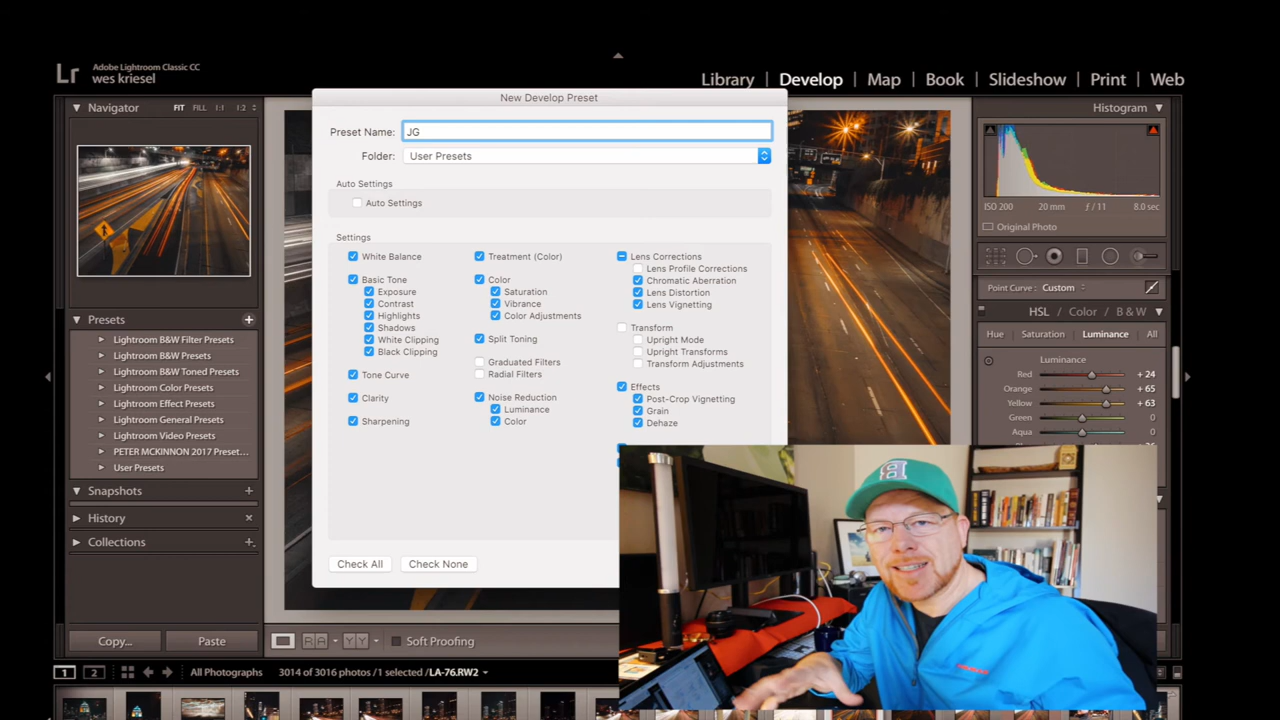 Lr
Adobe Lightroom Classic CC
wes kriesel
Library | Develop | Map | Book | Slideshow | Print | Web
Navigator FIT FILL 1:1 1:2
New Develop Preset
Histogram
Preset Name: JG
Folder: User Presets
Auto Settings
Auto Settings
ISO 200 20 mm ƒ / 11 8.0 sec
Original Photo
Settings
White Balance
Basic Tone
Exposure
Contrast
Highlights
Shadows
White Clipping
Black Clipping
Tone Curve
Clarity
Sharpening
Treatment (Color)
Color
Saturation
Vibrance
Color Adjustments
Split Toning
Graduated Filters
Radial Filters
Noise Reduction
Luminance
Color
Lens Corrections
Lens Profile Corrections
Chromatic Aberration
Lens Distortion
Lens Vignetting
Transform
Upright Mode
Upright Transforms
Transform Adjustments
Effects
Post-Crop Vignetting
Grain
Dehaze
Check All
Check None
Presets +
Lightroom B&W Filter Presets
Lightroom B&W Presets
Lightroom B&W Toned Presets
Lightroom Color Presets
Lightroom Effect Presets
Lightroom General Presets
Lightroom Video Presets
PETER MCKINNON 2017 Preset...
User Presets
Snapshots +
History ×
Collections +
Point Curve: Custom
HSL / Color / B & W
Hue Saturation Luminance All
Luminance
Red + 24
Orange + 65
Yellow + 63
Green 0
Aqua 0
Copy... Paste
RA YY Soft Proofing
1 2 All Photographs 3014 of 3016 photos /1 selected /LA-76.RW2